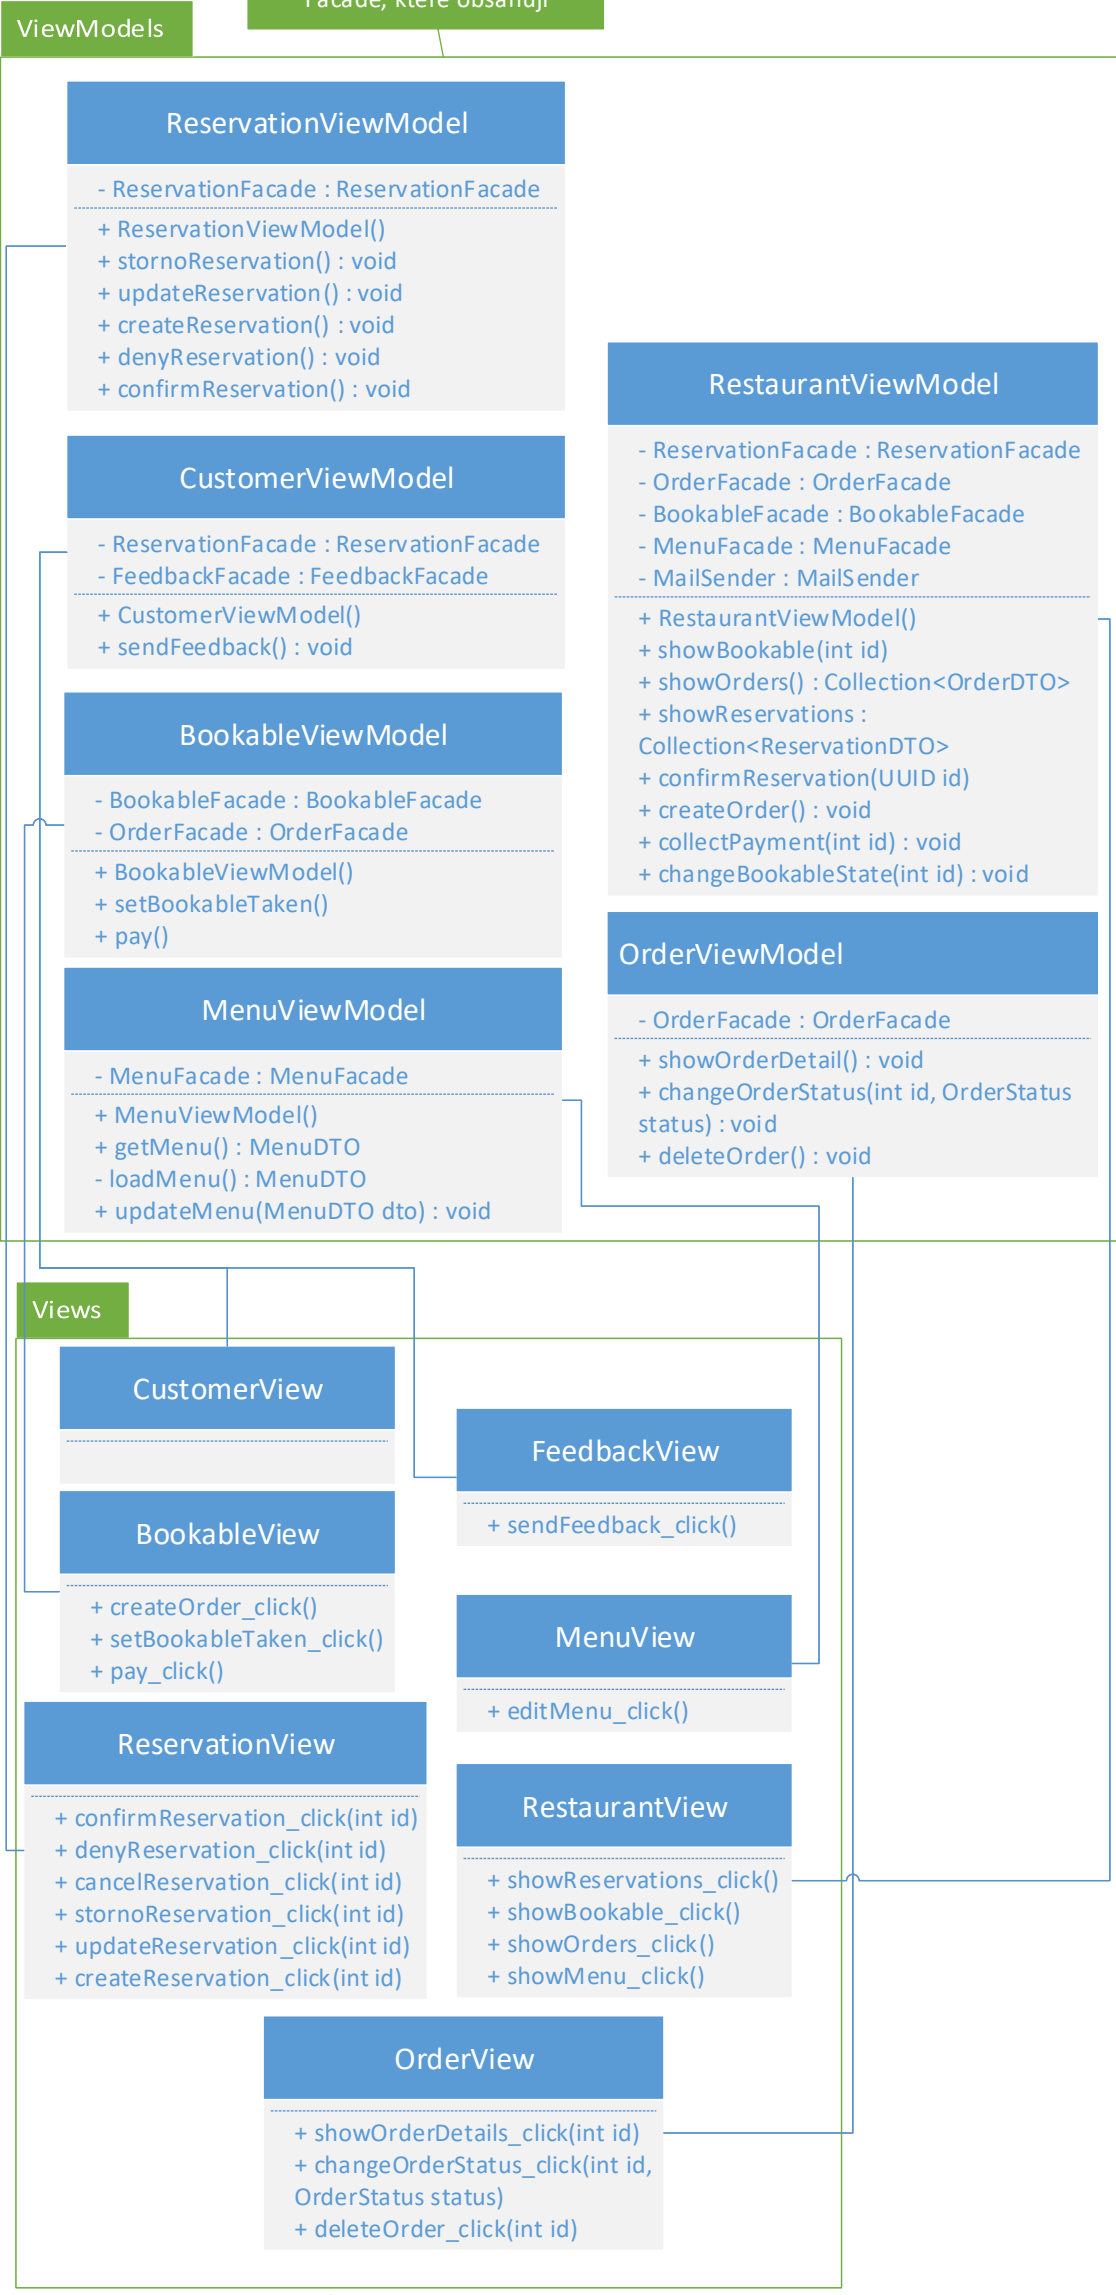 Facade, které obsahují
ViewModels
ReservationViewModel
- ReservationFacade : ReservationFacade
+ ReservationViewModel()
+ stornoReservation() : void
+ updateReservation() : void
+ createReservation() : void
+ denyReservation() : void
+ confirmReservation() : void
CustomerViewModel
- ReservationFacade : ReservationFacade
- FeedbackFacade : FeedbackFacade
+ CustomerViewModel()
+ sendFeedback() : void
BookableViewModel
- BookableFacade : BookableFacade
- OrderFacade : OrderFacade
+ BookableViewModel()
+ setBookableTaken()
+ pay()
MenuViewModel
- MenuFacade : MenuFacade
+ MenuViewModel()
+ getMenu() : MenuDTO
- loadMenu() : MenuDTO
+ updateMenu(MenuDTO dto) : void
RestaurantViewModel
- ReservationFacade : ReservationFacade
- OrderFacade : OrderFacade
- BookableFacade : BookableFacade
- MenuFacade : MenuFacade
- MailSender : MailSender
+ RestaurantViewModel()
+ showBookable(int id)
+ showOrders() : Collection<OrderDTO>
+ showReservations :
Collection<ReservationDTO>
+ confirmReservation(UUID id)
+ createOrder() : void
+ collectPayment(int id) : void
+ changeBookableState(int id) : void
OrderViewModel
- OrderFacade : OrderFacade
+ showOrderDetail() : void
+ changeOrderStatus(int id, OrderStatus
status) : void
+ deleteOrder() : void
Views
CustomerView
BookableView
+ createOrder_click()
+ setBookableTaken_click()
+ pay_click()
ReservationView
+ confirmReservation_click(int id)
+ denyReservation_click(int id)
+ cancelReservation_click(int id)
+ stornoReservation_click(int id)
+ updateReservation_click(int id)
+ createReservation_click(int id)
FeedbackView
+ sendFeedback_click()
MenuView
+ editMenu_click()
RestaurantView
+ showReservations_click()
+ showBookable_click()
+ showOrders_click()
+ showMenu_click()
OrderView
+ showOrderDetails_click(int id)
+ changeOrderStatus_click(int id,
OrderStatus status)
+ deleteOrder_click(int id)